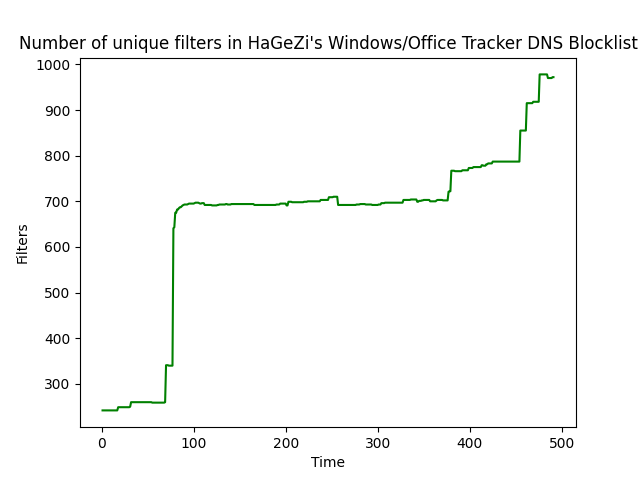 Number of unique filters in HaGeZi's Windows/Office Tracker DNS Blocklist
1000
900
800
700
600
500
400
300
Filters
0 100 200 300 400 500
Time